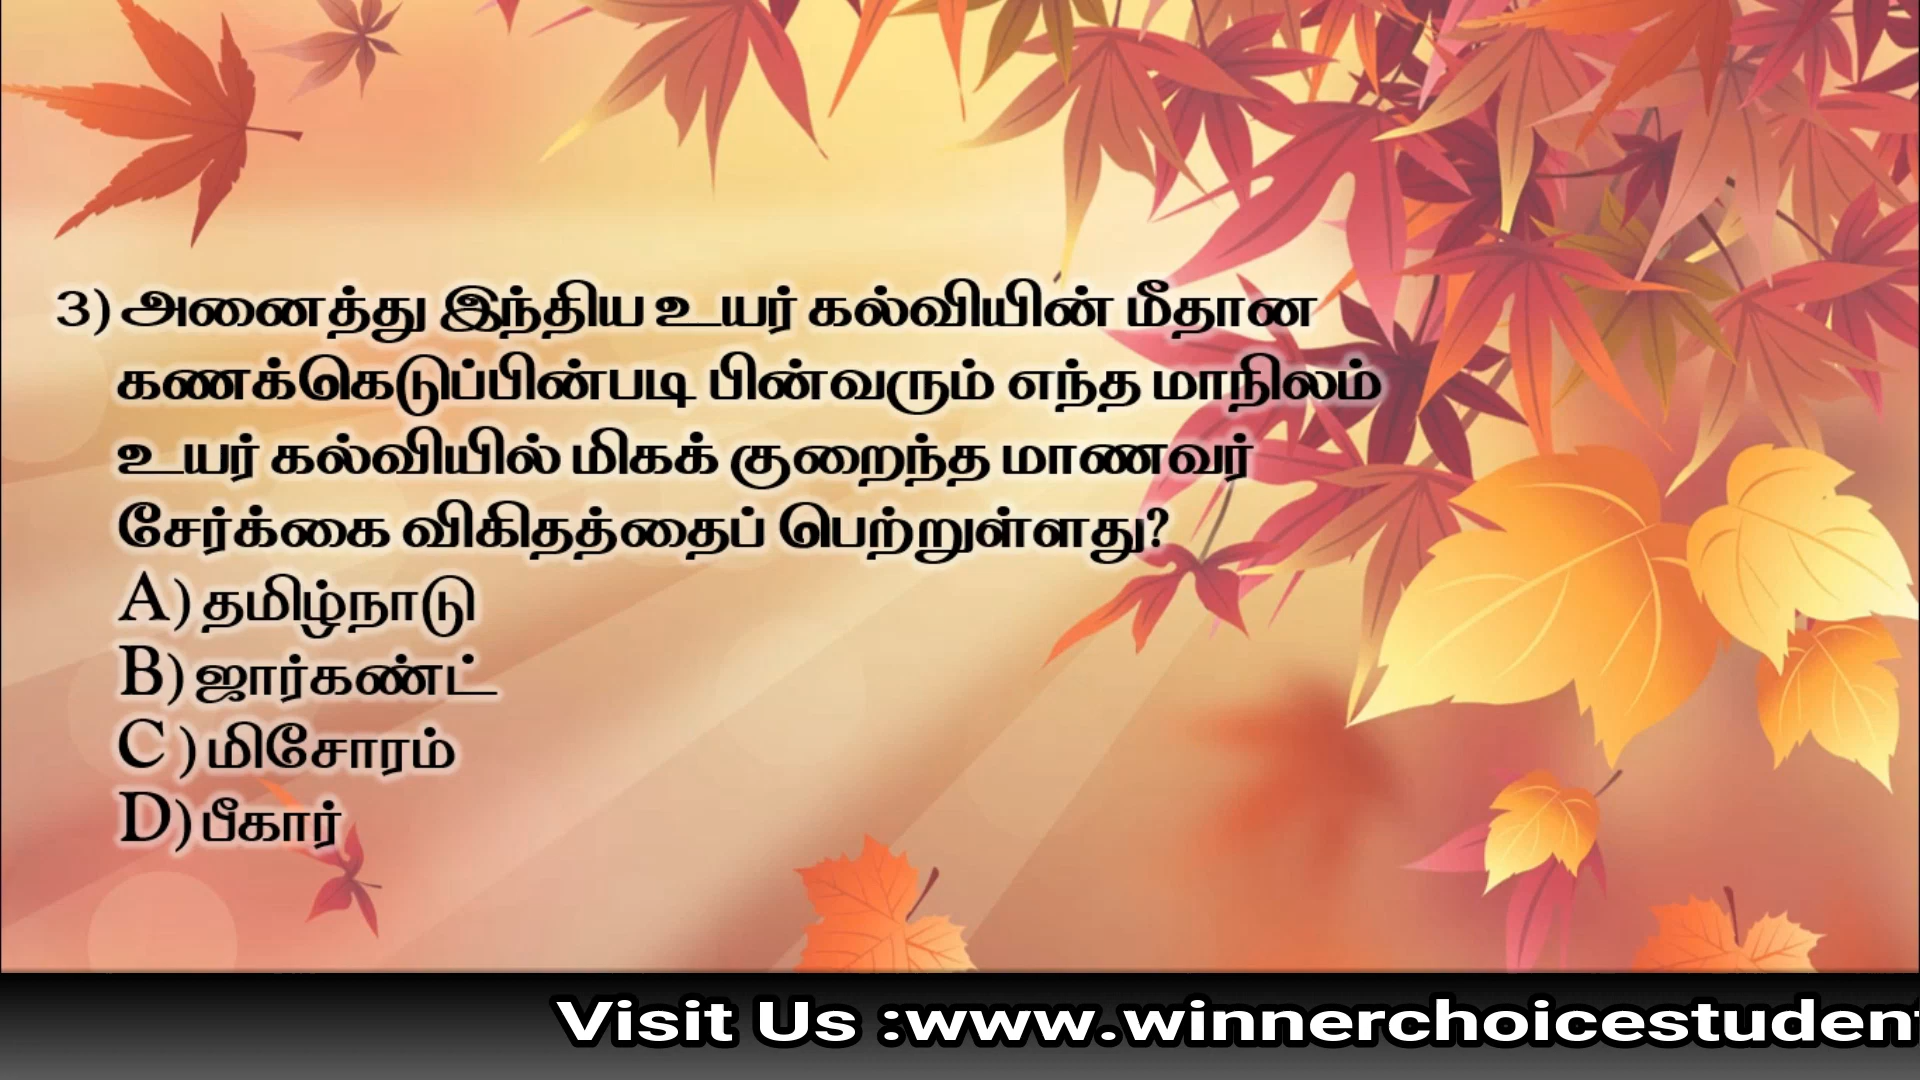 3) அனைத்து இந்திய உயர் கல்வியின் மீதான
கணக்கெடுப்பின்படி பின்வரும் எந்த மாநிலம்
உயர் கல்வியில் மிகக் குறைந்த மாணவர்
சேர்க்கை விகிதத்தைப் பெற்றுள்ளது?
A) தமிழ்நாடு
B) ஜார்கண்ட்
C ) மிசோரம்
D) பீகார்
Visit Us :www.winnerchoicestudent